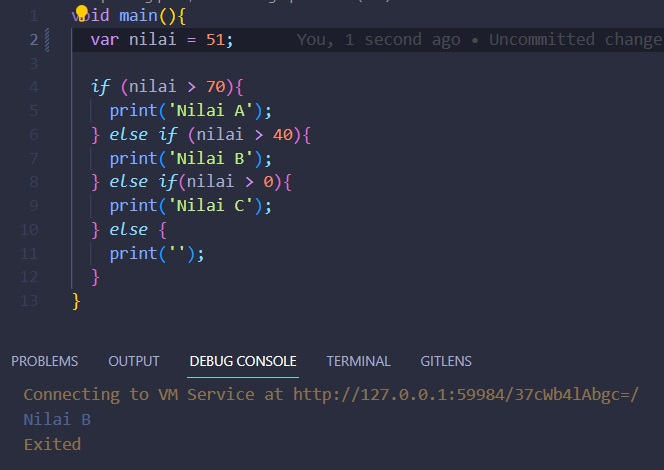 1 void main(){
2 var nilai = 51; You, 1 second ago • Uncommitted change
3
4 if (nilai > 70){
5 print('Nilai A');
6 } else if (nilai > 40){
7 print('Nilai B');
8 } else if(nilai > 0){
9 print('Nilai C');
10 } else {
11 print('');
12 }
13 }
PROBLEMS OUTPUT DEBUG CONSOLE TERMINAL GITLENS
Connecting to VM Service at http://127.0.0.1:59984/37cWb4lAbgc=/
Nilai B
Exited